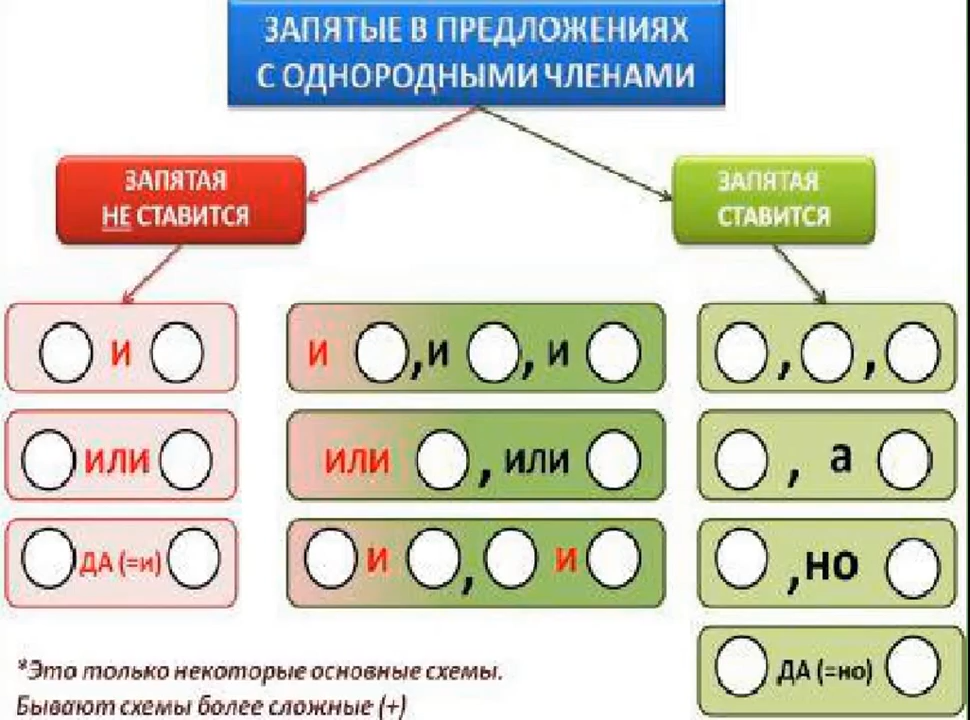 ЗАПЯТЫЕ В ПРЕДЛОЖЕНИЯХ
С ОДНОРОДНЫМИ ЧЛЕНАМИ
ЗАПЯТАЯ
НЕ СТАВИТСЯ
ЗАПЯТАЯ
СТАВИТСЯ
и
или
ДА (=и)
и , и , и
или , или
и , и
, ,
, а
, но
ДА (=но)
*Это только некоторые основные схемы.
Бывают схемы более сложные (+)